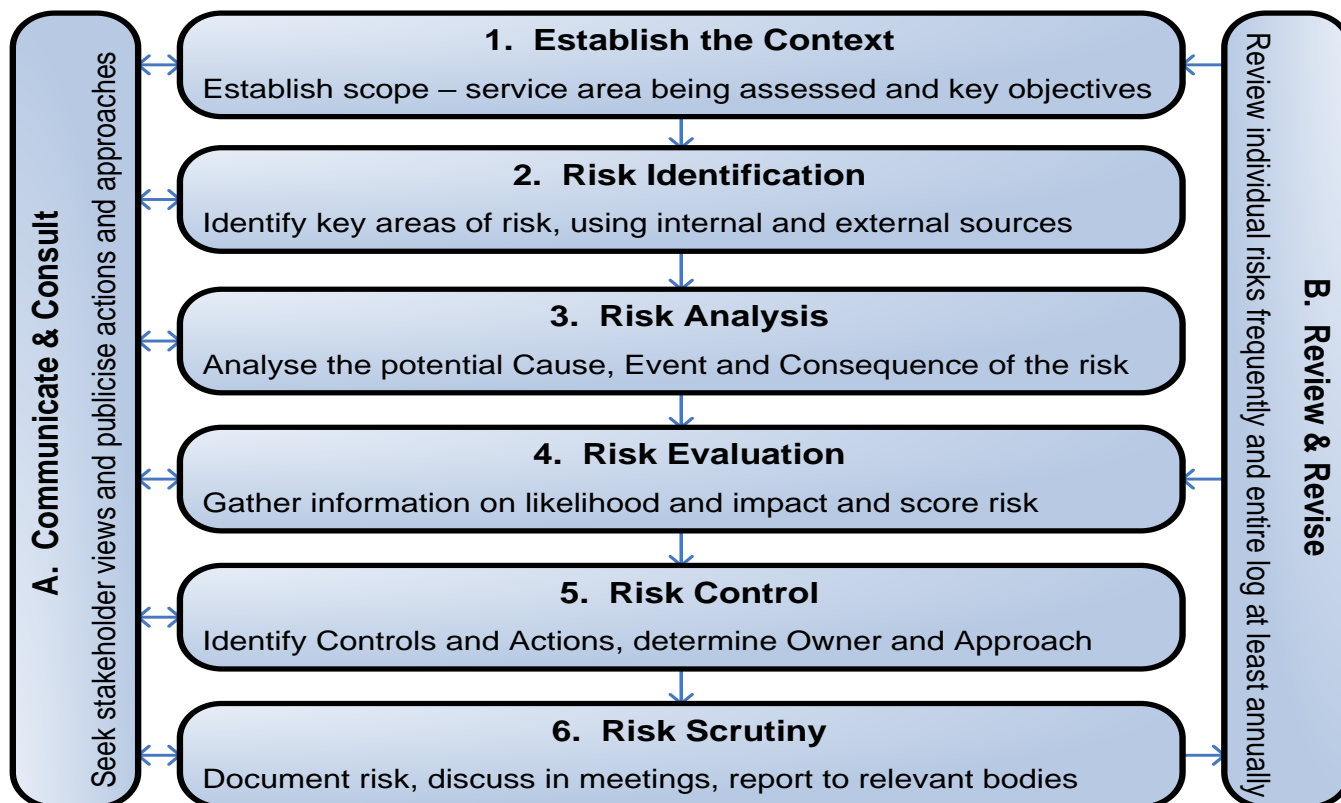 A. Communicate & Consult
Seek stakeholder views and publicise actions and approaches
1. Establish the Context
Establish scope – service area being assessed and key objectives
2. Risk Identification
Identify key areas of risk, using internal and external sources
3. Risk Analysis
Analyse the potential Cause, Event and Consequence of the risk
4. Risk Evaluation
Gather information on likelihood and impact and score risk
5. Risk Control
Identify Controls and Actions, determine Owner and Approach
6. Risk Scrutiny
Document risk, discuss in meetings, report to relevant bodies
B. Review & Revise
Review individual risks frequently and entire log at least annually